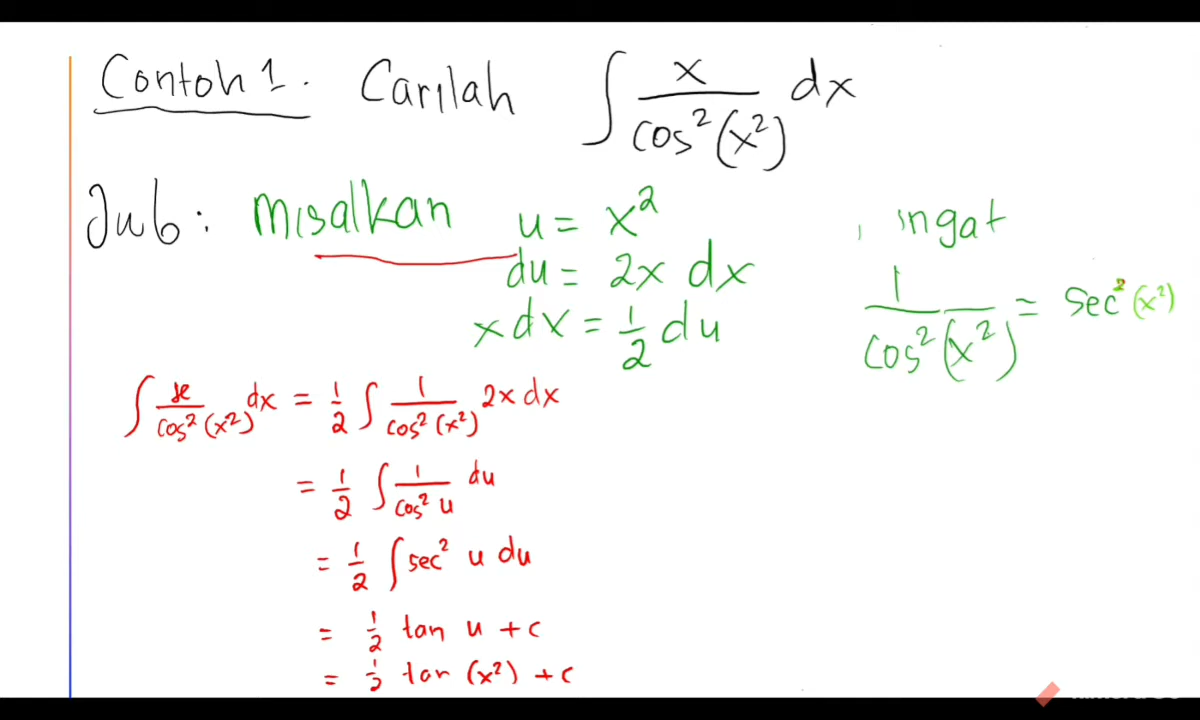 Contoh 1. Carilah ∫ x / cos²(x²) dx
Jwb: Misalkan u = x²
, ingat
du = 2x dx
1 / cos²(x²) = sec²(x²)
x dx = 1/2 du
∫ x / cos²(x²) dx = 1/2 ∫ 1 / cos²(x²) 2x dx
= 1/2 ∫ 1 / cos² u du
= 1/2 ∫ sec² u du
= 1/2 tan u + c
= 1/2 tan (x²) + c